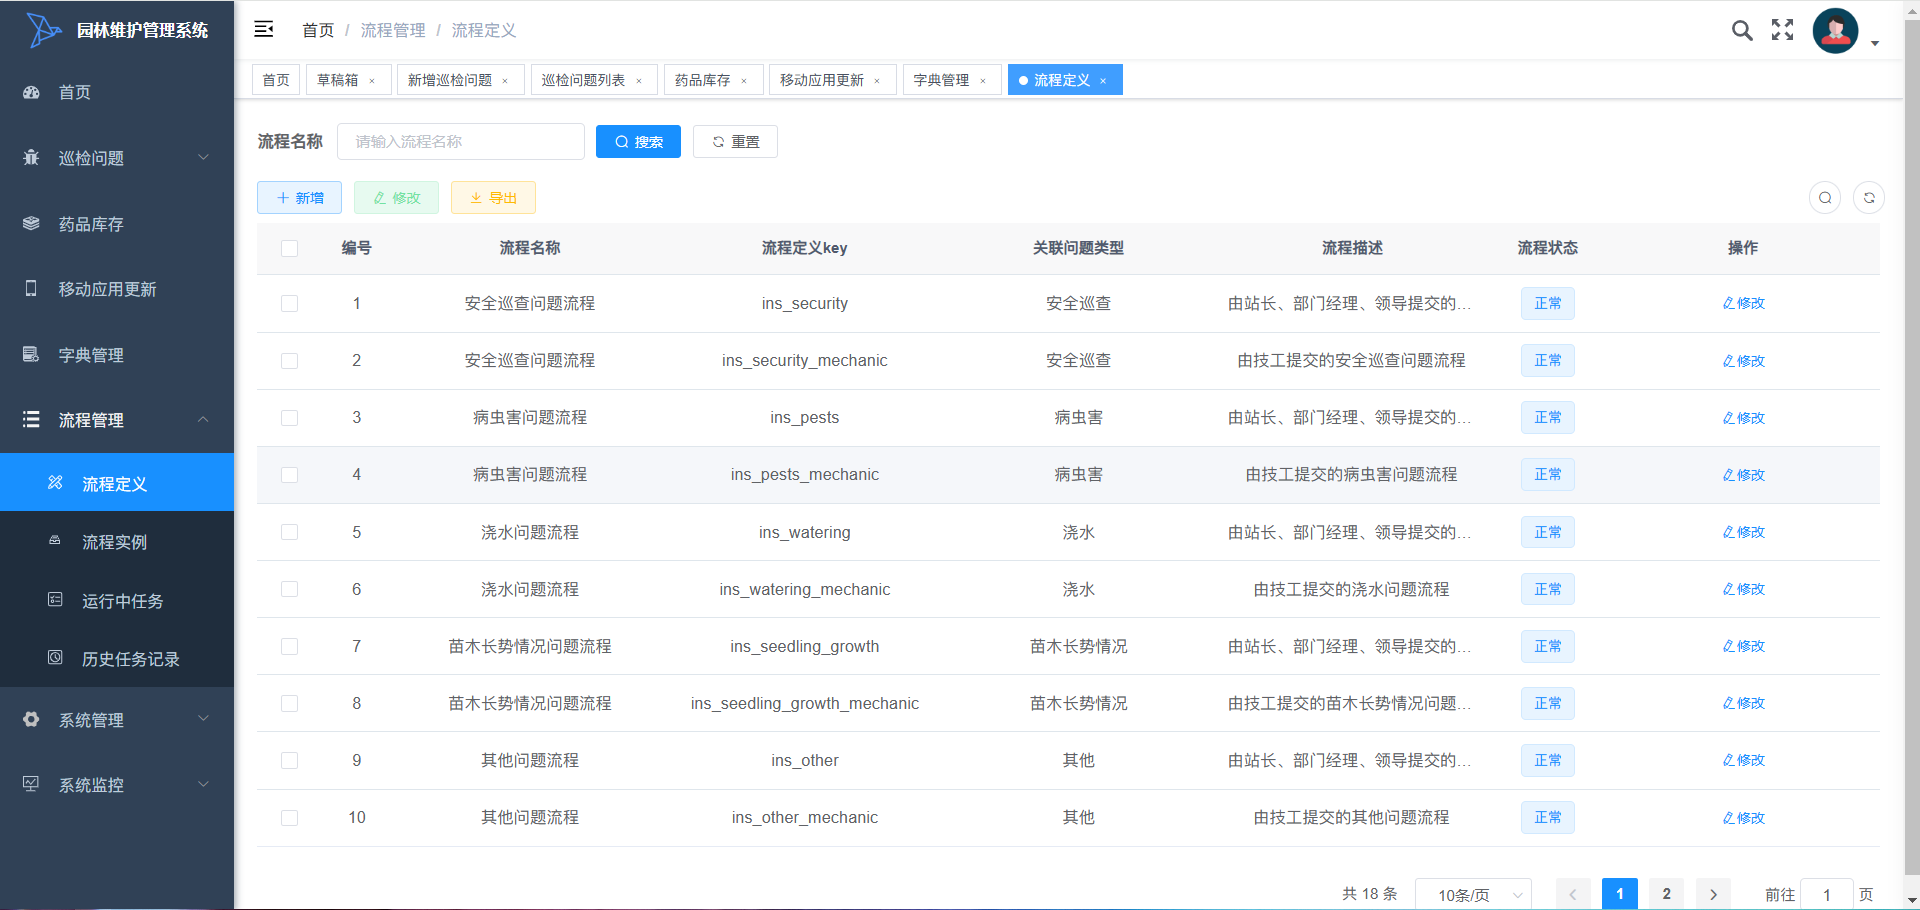 园林维护管理系统
首页
巡检问题
药品库存
移动应用更新
字典管理
流程管理
流程定义
流程实例
运行中任务
历史任务记录
系统管理
系统监控
首页 / 流程管理 / 流程定义
首页 草稿箱 × 新增巡检问题 × 巡检问题列表 × 药品库存 × 移动应用更新 × 字典管理 × 流程定义 ×
流程名称 请输入流程名称 搜索 重置
新增 修改 导出
编号 流程名称 流程定义key 关联问题类型 流程描述 流程状态 操作
1 安全巡查问题流程 ins_security 安全巡查 由站长、部门经理、领导提交的... 正常 修改
2 安全巡查问题流程 ins_security_mechanic 安全巡查 由技工提交的安全巡查问题流程 正常 修改
3 病虫害问题流程 ins_pests 病虫害 由站长、部门经理、领导提交的... 正常 修改
4 病虫害问题流程 ins_pests_mechanic 病虫害 由技工提交的病虫害问题流程 正常 修改
5 浇水问题流程 ins_watering 浇水 由站长、部门经理、领导提交的... 正常 修改
6 浇水问题流程 ins_watering_mechanic 浇水 由技工提交的浇水问题流程 正常 修改
7 苗木长势情况问题流程 ins_seedling_growth 苗木长势情况 由站长、部门经理、领导提交的... 正常 修改
8 苗木长势情况问题流程 ins_seedling_growth_mechanic 苗木长势情况 由技工提交的苗木长势情况问题... 正常 修改
9 其他问题流程 ins_other 其他 由站长、部门经理、领导提交的... 正常 修改
10 其他问题流程 ins_other_mechanic 其他 由技工提交的其他问题流程 正常 修改
共 18 条 10条/页 1 2 前往 1 页